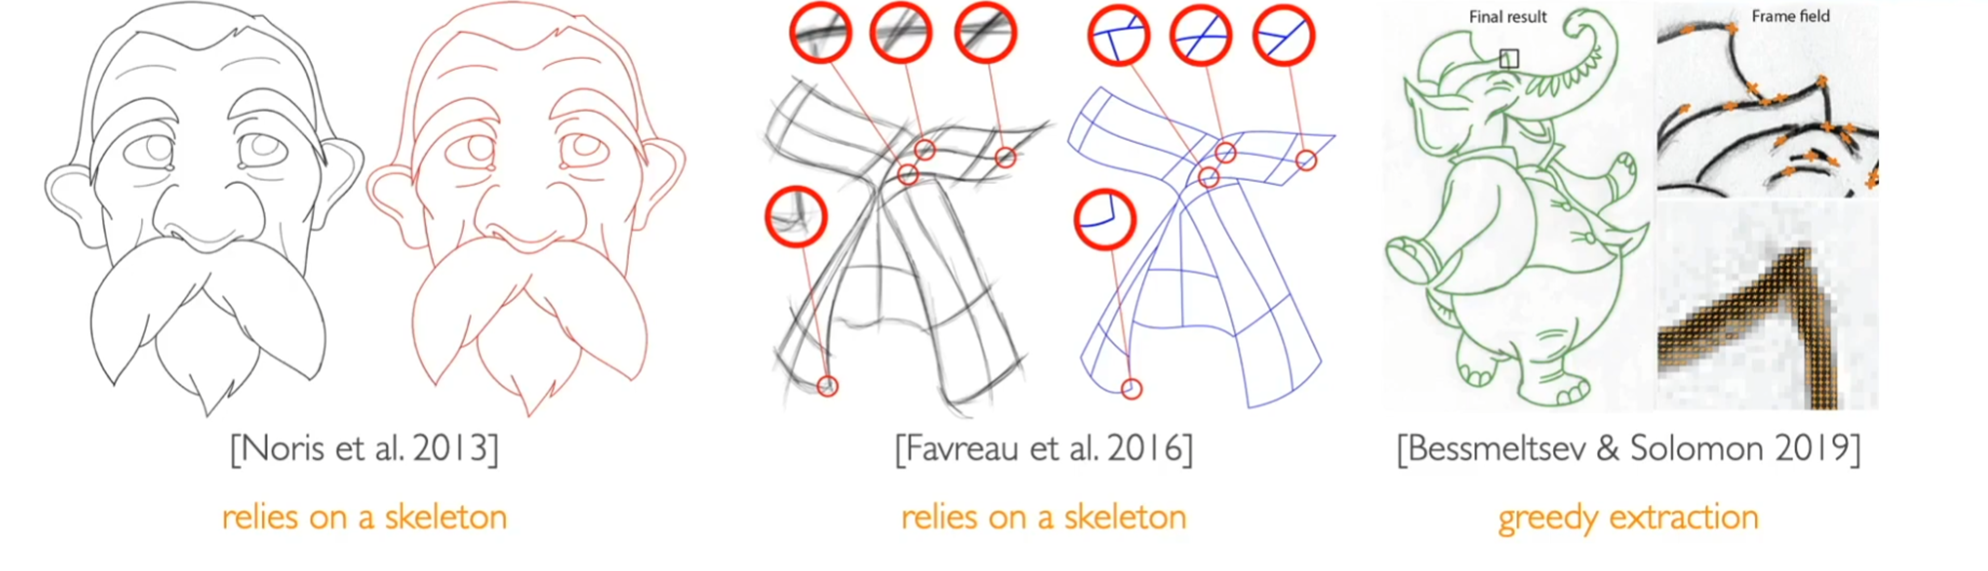 Final result
Frame field
[Noris et al. 2013]
[Favreau et al. 2016]
[Bessmeltsev & Solomon 2019]
relies on a skeleton
relies on a skeleton
greedy extraction